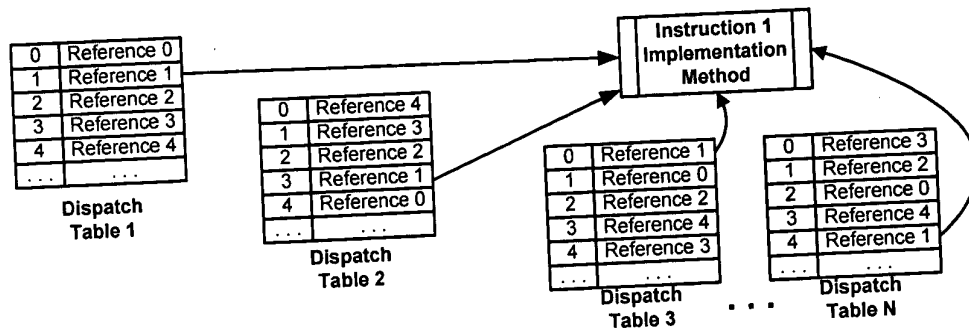 Instruction 1
Implementation
Method
0 Reference 0
1 Reference 1
2 Reference 2
3 Reference 3
4 Reference 4
. . . . . .
Dispatch
Table 1
0 Reference 4
1 Reference 3
2 Reference 2
3 Reference 1
4 Reference 0
. . . . . .
Dispatch
Table 2
0 Reference 1
1 Reference 0
2 Reference 2
3 Reference 4
4 Reference 3
. . . . . .
Dispatch
Table 3
. . .
0 Reference 3
1 Reference 2
2 Reference 0
3 Reference 4
4 Reference 1
. . . . . .
Dispatch
Table N